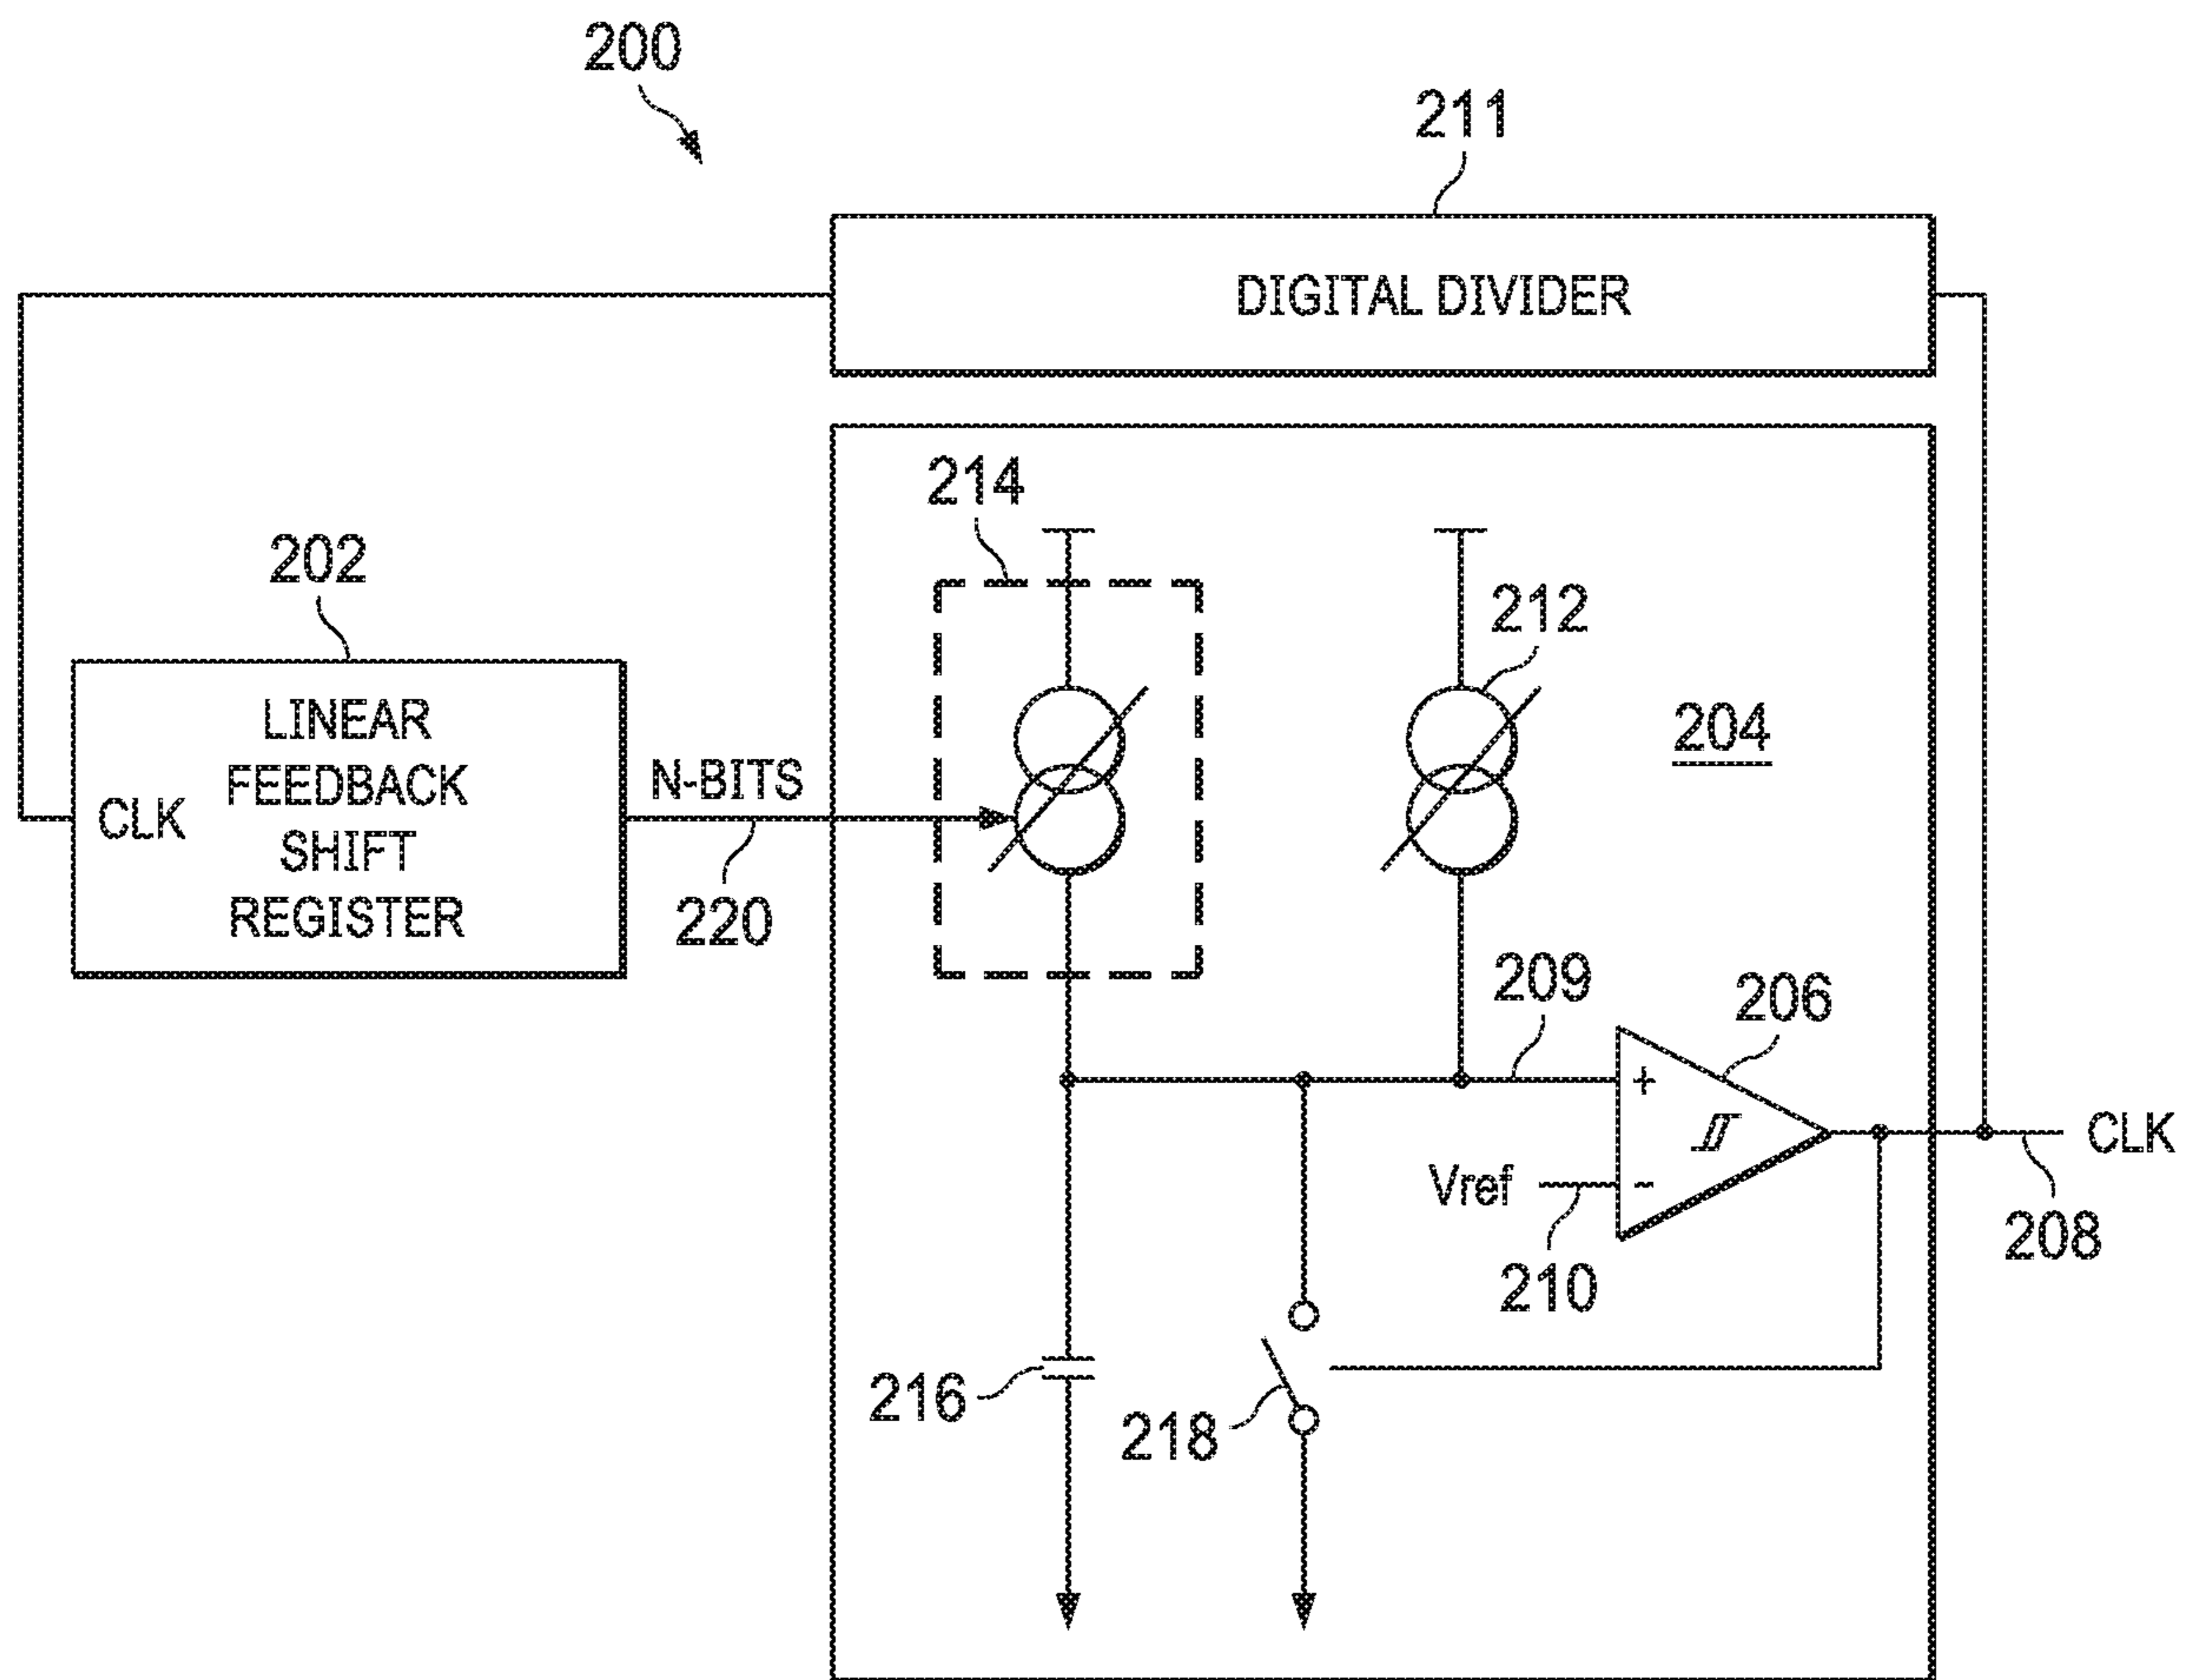 200
211
DIGITAL DIVIDER
214
202
212
LINEAR
FEEDBACK
SHIFT
REGISTER
CLK
N-BITS
220
204
209
206
+
Vref
-
CLK
208
210
216
218